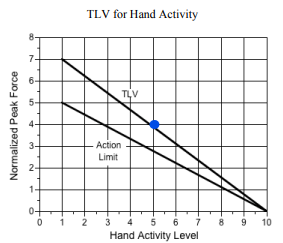 TLV for Hand Activity
8
7
6
5
4
3
2
1
0
Normalized Peak Force
TLV
Action
Limit
0 1 2 3 4 5 6 7 8 9 10
Hand Activity Level